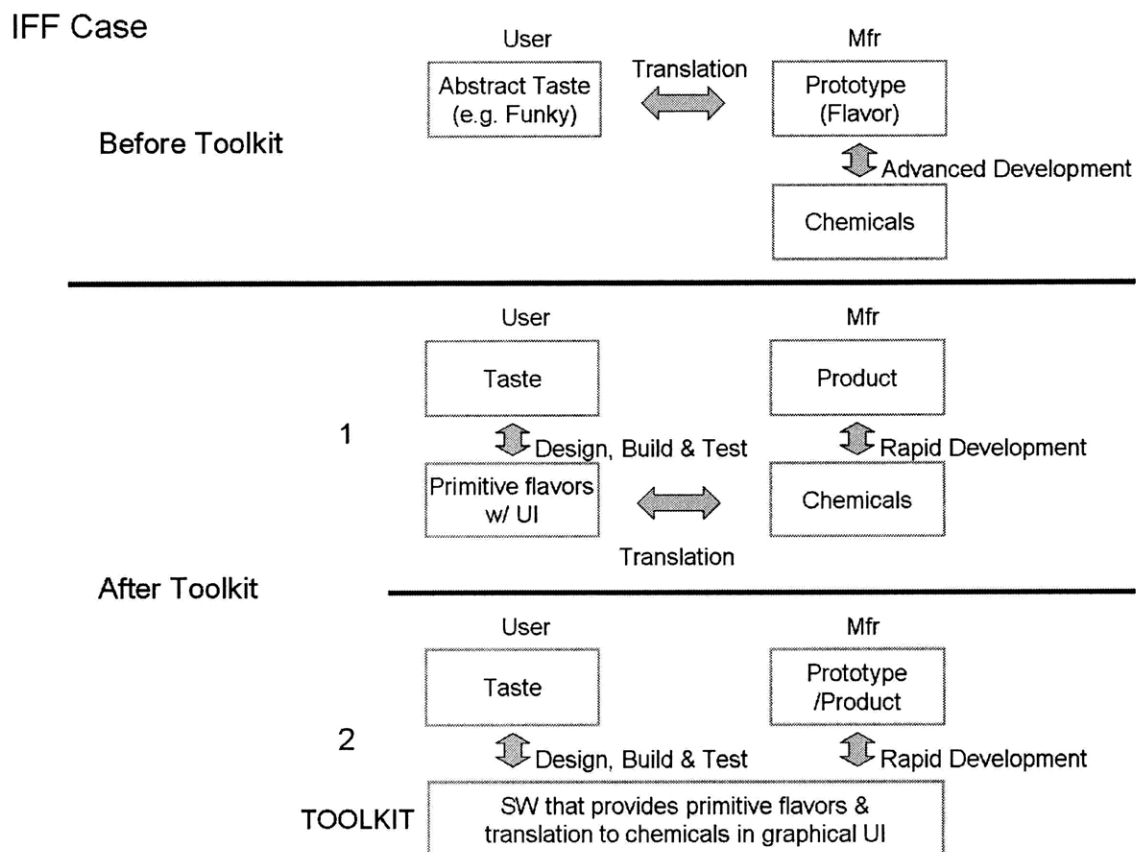 IFF Case
User
Mfr
Abstract Taste
(e.g. Funky)
Translation
Prototype
(Flavor)
Before Toolkit
Advanced Development
Chemicals
User
Mfr
Taste
Product
1
Design, Build & Test
Rapid Development
Primitive flavors
w/ UI
Chemicals
Translation
After Toolkit
User
Mfr
Taste
Prototype
/Product
2
Design, Build & Test
Rapid Development
TOOLKIT
SW that provides primitive flavors &
translation to chemicals in graphical UI